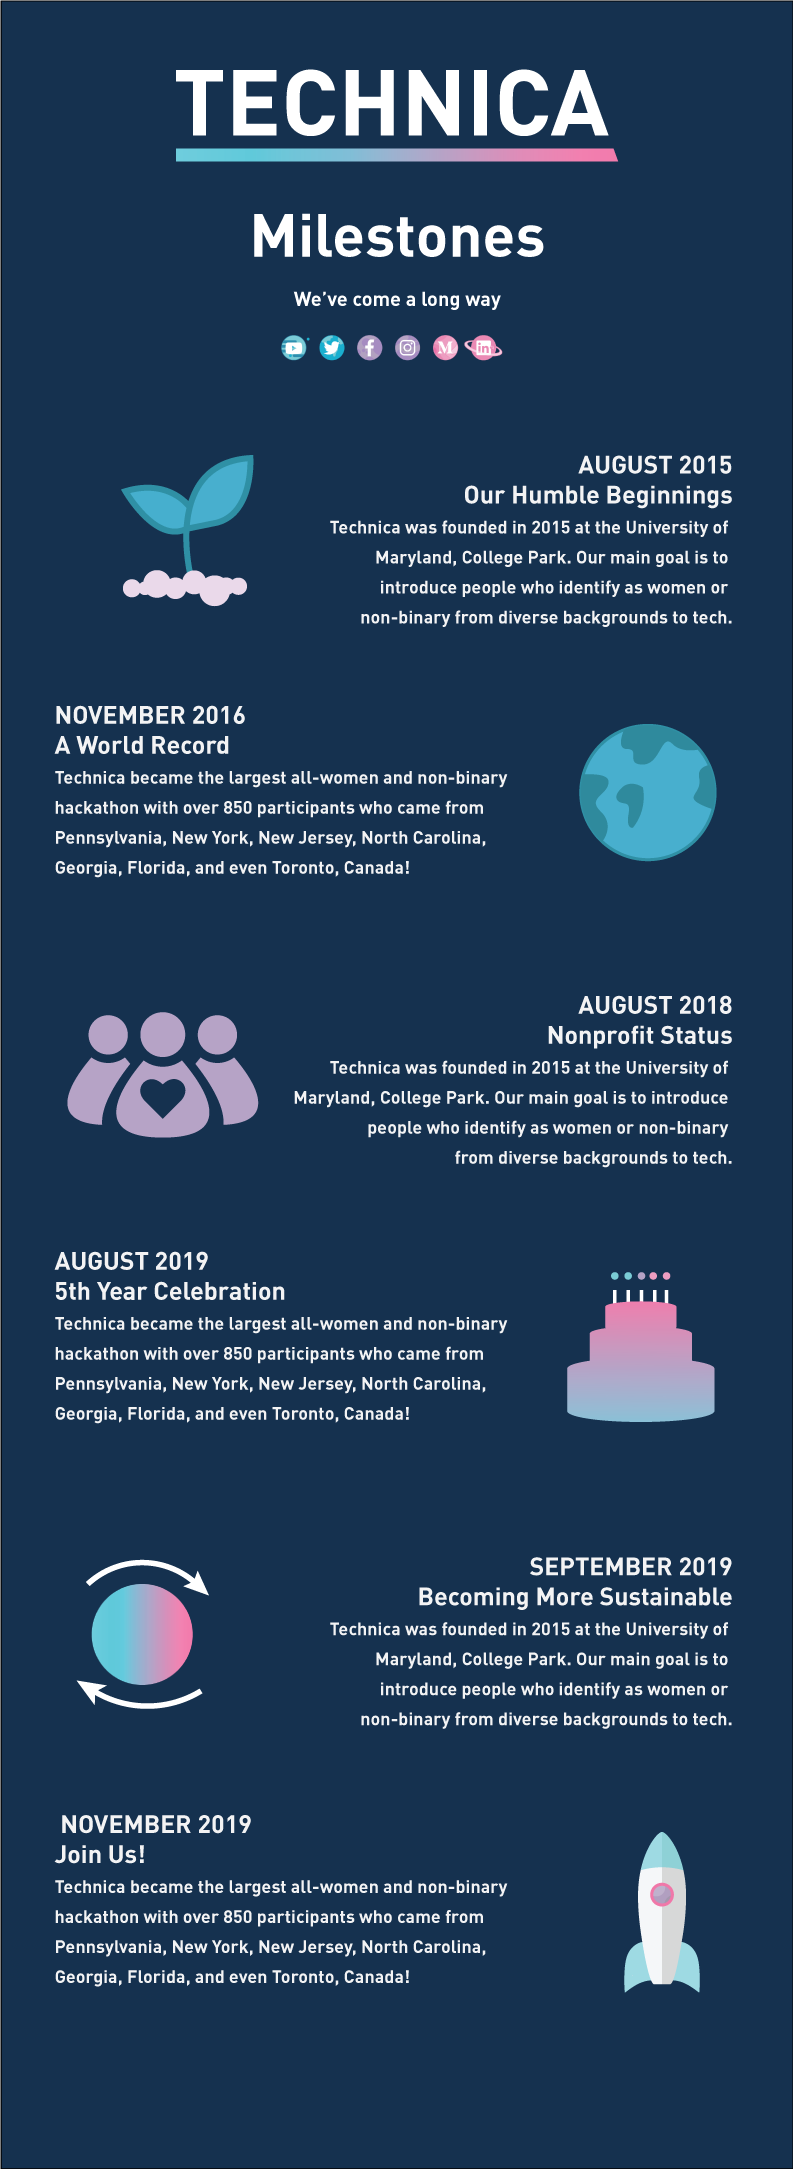 TECHNICA
Milestones
We've come a long way
AUGUST 2015
Our Humble Beginnings
Technica was founded in 2015 at the University of
Maryland, College Park. Our main goal is to
introduce people who identify as women or
non-binary from diverse backgrounds to tech.
NOVEMBER 2016
A World Record
Technica became the largest all-women and non-binary
hackathon with over 850 participants who came from
Pennsylvania, New York, New Jersey, North Carolina,
Georgia, Florida, and even Toronto, Canada!
AUGUST 2018
Nonprofit Status
Technica was founded in 2015 at the University of
Maryland, College Park. Our main goal is to introduce
people who identify as women or non-binary
from diverse backgrounds to tech.
AUGUST 2019
5th Year Celebration
Technica became the largest all-women and non-binary
hackathon with over 850 participants who came from
Pennsylvania, New York, New Jersey, North Carolina,
Georgia, Florida, and even Toronto, Canada!
SEPTEMBER 2019
Becoming More Sustainable
Technica was founded in 2015 at the University of
Maryland, College Park. Our main goal is to
introduce people who identify as women or
non-binary from diverse backgrounds to tech.
NOVEMBER 2019
Join Us!
Technica became the largest all-women and non-binary
hackathon with over 850 participants who came from
Pennsylvania, New York, New Jersey, North Carolina,
Georgia, Florida, and even Toronto, Canada!